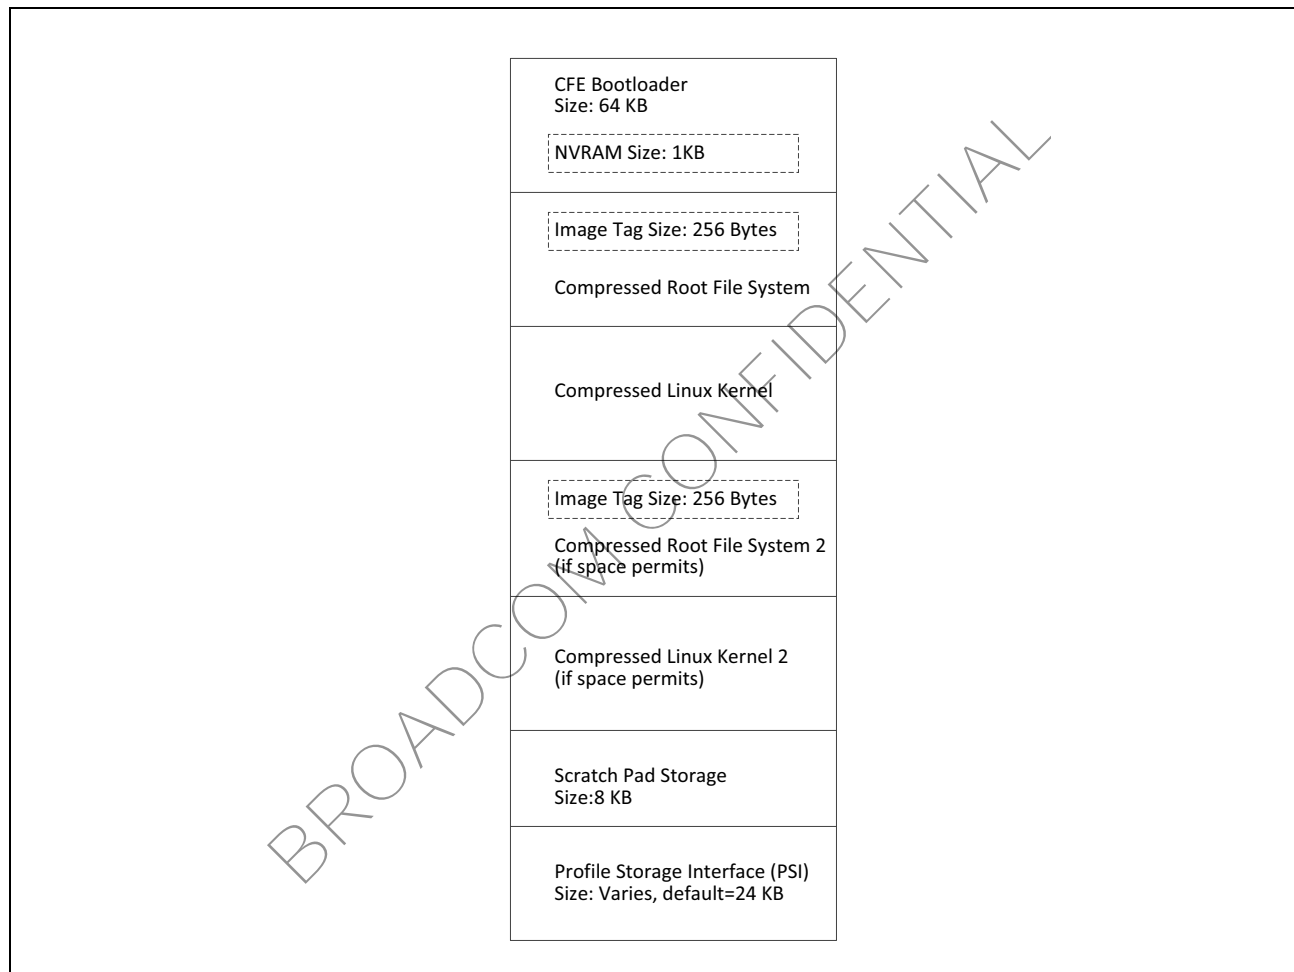 CFE Bootloader
Size: 64 KB
NVRAM Size: 1KB
Image Tag Size: 256 Bytes
Compressed Root File System
Compressed Linux Kernel
Image Tag Size: 256 Bytes
Compressed Root File System 2
(if space permits)
Compressed Linux Kernel 2
(if space permits)
Scratch Pad Storage
Size:8 KB
Profile Storage Interface (PSI)
Size: Varies, default=24 KB
BROADCOM CONFIDENTIAL